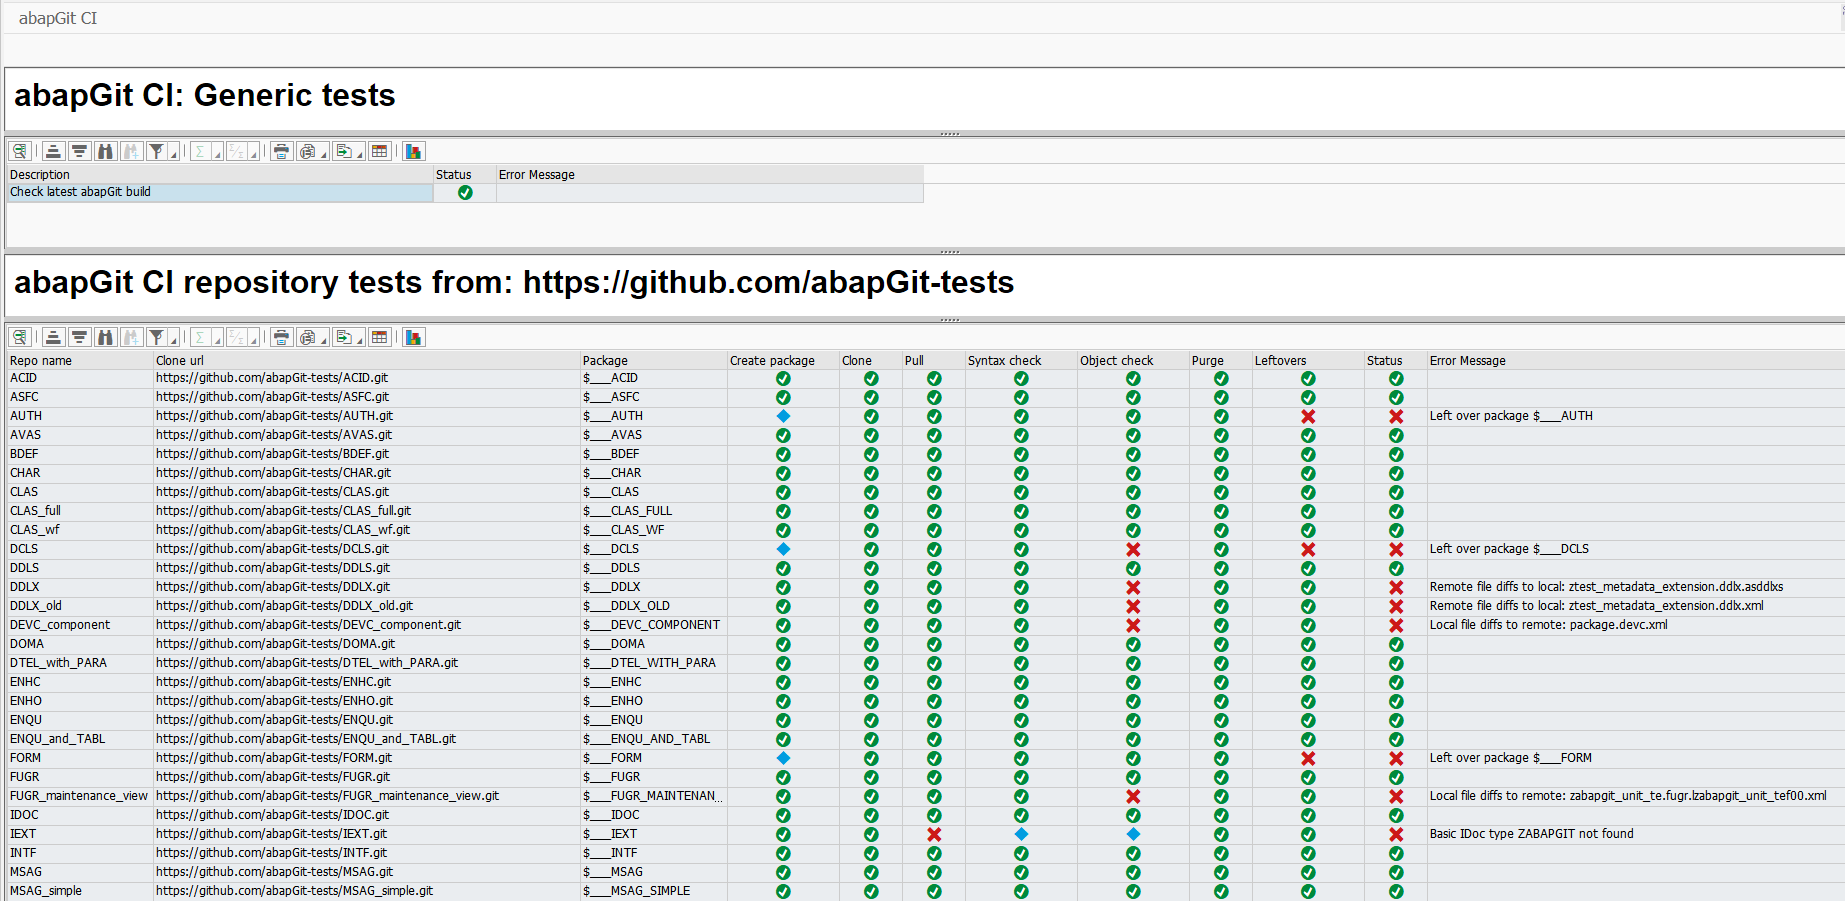 abapGit CI
abapGit CI: Generic tests
Description Status Error Message
Check latest abapGit build
abapGit CI repository tests from: https://github.com/abapGit-tests
Repo name Clone url Package Create package Clone Pull Syntax check Object check Purge Leftovers Status Error Message
ACID https://github.com/abapGit-tests/ACID.git $___ACID
ASFC https://github.com/abapGit-tests/ASFC.git $___ASFC
AUTH https://github.com/abapGit-tests/AUTH.git $___AUTH Left over package $___AUTH
AVAS https://github.com/abapGit-tests/AVAS.git $___AVAS
BDEF https://github.com/abapGit-tests/BDEF.git $___BDEF
CHAR https://github.com/abapGit-tests/CHAR.git $___CHAR
CLAS https://github.com/abapGit-tests/CLAS.git $___CLAS
CLAS_full https://github.com/abapGit-tests/CLAS_full.git $___CLAS_FULL
CLAS_wf https://github.com/abapGit-tests/CLAS_wf.git $___CLAS_WF
DCLS https://github.com/abapGit-tests/DCLS.git $___DCLS Left over package $___DCLS
DDLS https://github.com/abapGit-tests/DDLS.git $___DDLS
DDLX https://github.com/abapGit-tests/DDLX.git $___DDLX Remote file diffs to local: ztest_metadata_extension.ddlx.asddlxs
DDLX_old https://github.com/abapGit-tests/DDLX_old.git $___DDLX_OLD Remote file diffs to local: ztest_metadata_extension.ddlx.xml
DEVC_component https://github.com/abapGit-tests/DEVC_component.git $___DEVC_COMPONENT Local file diffs to remote: package.devc.xml
DOMA https://github.com/abapGit-tests/DOMA.git $___DOMA
DTEL_with_PARA https://github.com/abapGit-tests/DTEL_with_PARA.git $___DTEL_WITH_PARA
ENHC https://github.com/abapGit-tests/ENHC.git $___ENHC
ENHO https://github.com/abapGit-tests/ENHO.git $___ENHO
ENQU https://github.com/abapGit-tests/ENQU.git $___ENQU
ENQU_and_TABL https://github.com/abapGit-tests/ENQU_and_TABL.git $___ENQU_AND_TABL
FORM https://github.com/abapGit-tests/FORM.git $___FORM Left over package $___FORM
FUGR https://github.com/abapGit-tests/FUGR.git $___FUGR
FUGR_maintenance_view https://github.com/abapGit-tests/FUGR_maintenance_view.git $___FUGR_MAINTENAN... Local file diffs to remote: zabapgit_unit_te.fugr.lzabapgit_unit_tef00.xml
IDOC https://github.com/abapGit-tests/IDOC.git $___IDOC
IEXT https://github.com/abapGit-tests/IEXT.git $___IEXT Basic IDoc type ZABAPGIT not found
INTF https://github.com/abapGit-tests/INTF.git $___INTF
MSAG https://github.com/abapGit-tests/MSAG.git $___MSAG
MSAG_simple https://github.com/abapGit-tests/MSAG_simple.git $___MSAG_SIMPLE